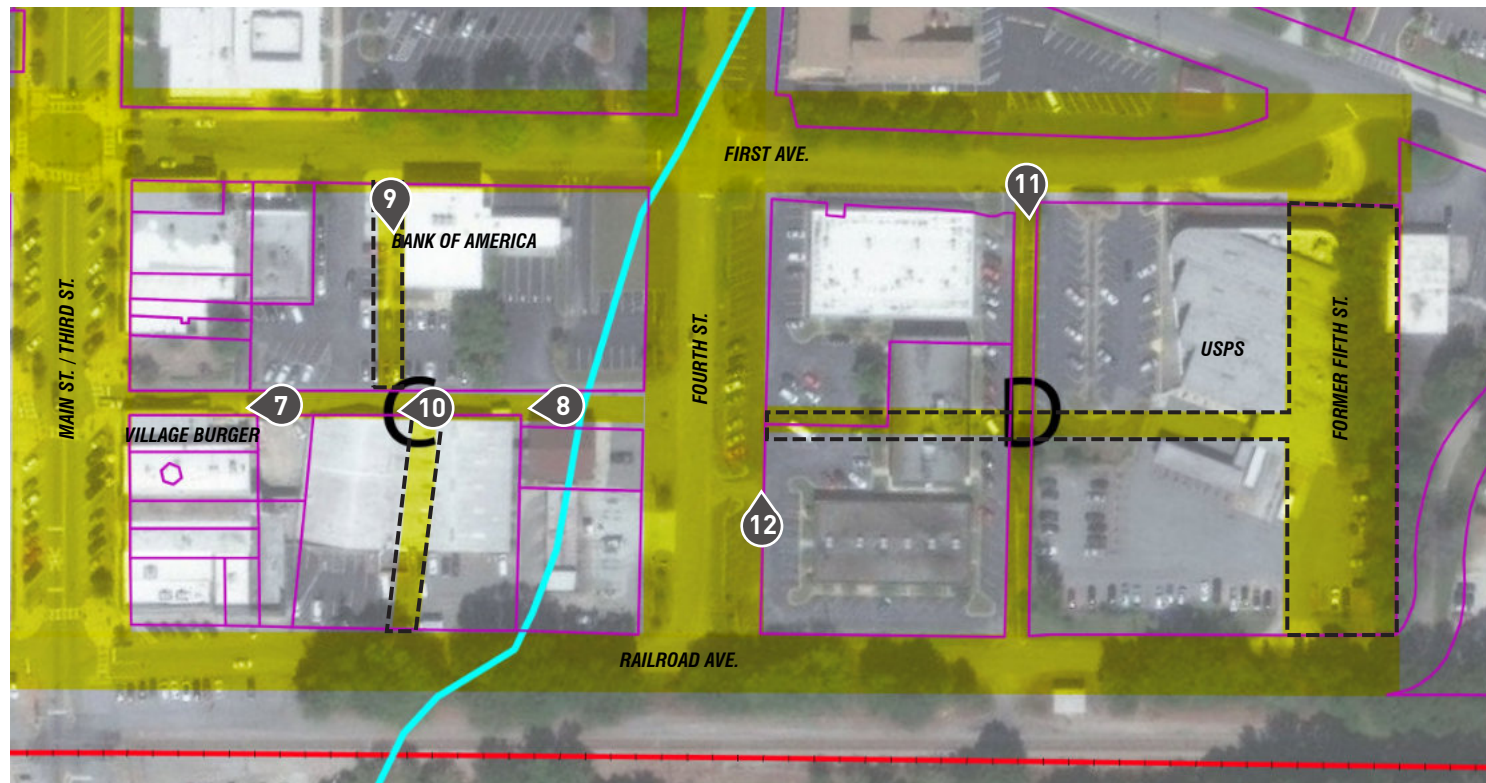 FIRST AVE.
9
11
BANK OF AMERICA
MAIN ST. / THIRD ST.
FOURTH ST.
USPS
FORMER FIFTH ST.
7
C
10
8
D
VILLAGE BURGER
12
RAILROAD AVE.